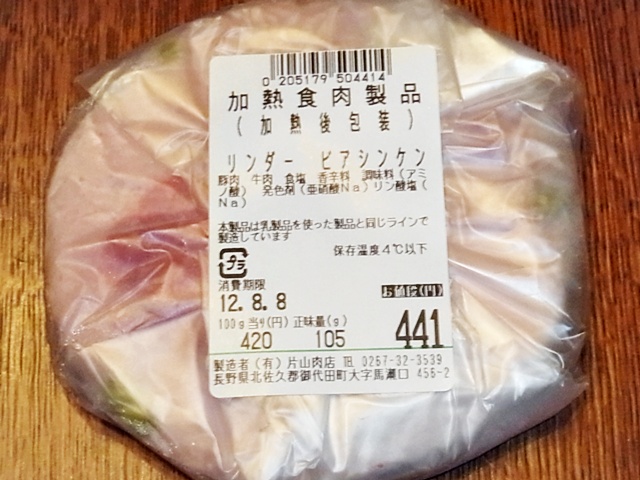 0 205179 504414
加熱食肉製品
(加熱後包装)
リンダー ビアシンケン
豚肉 牛肉 食塩 香辛料 調味料(アミ
ノ酸) 発色剤(亜硝酸Na)リン酸塩(
Na)
本製品は乳製品を使った製品と同じラインで
製造しています
保存温度4℃以下
プラ
消費期限
12.8.8
お値段(円)
100g当り(円) 正味量(g)
420 105 441
製造者(有)片山肉店 TEL 0267-32-3539
長野県北佐久郡御代田町大字馬瀬口 456-2